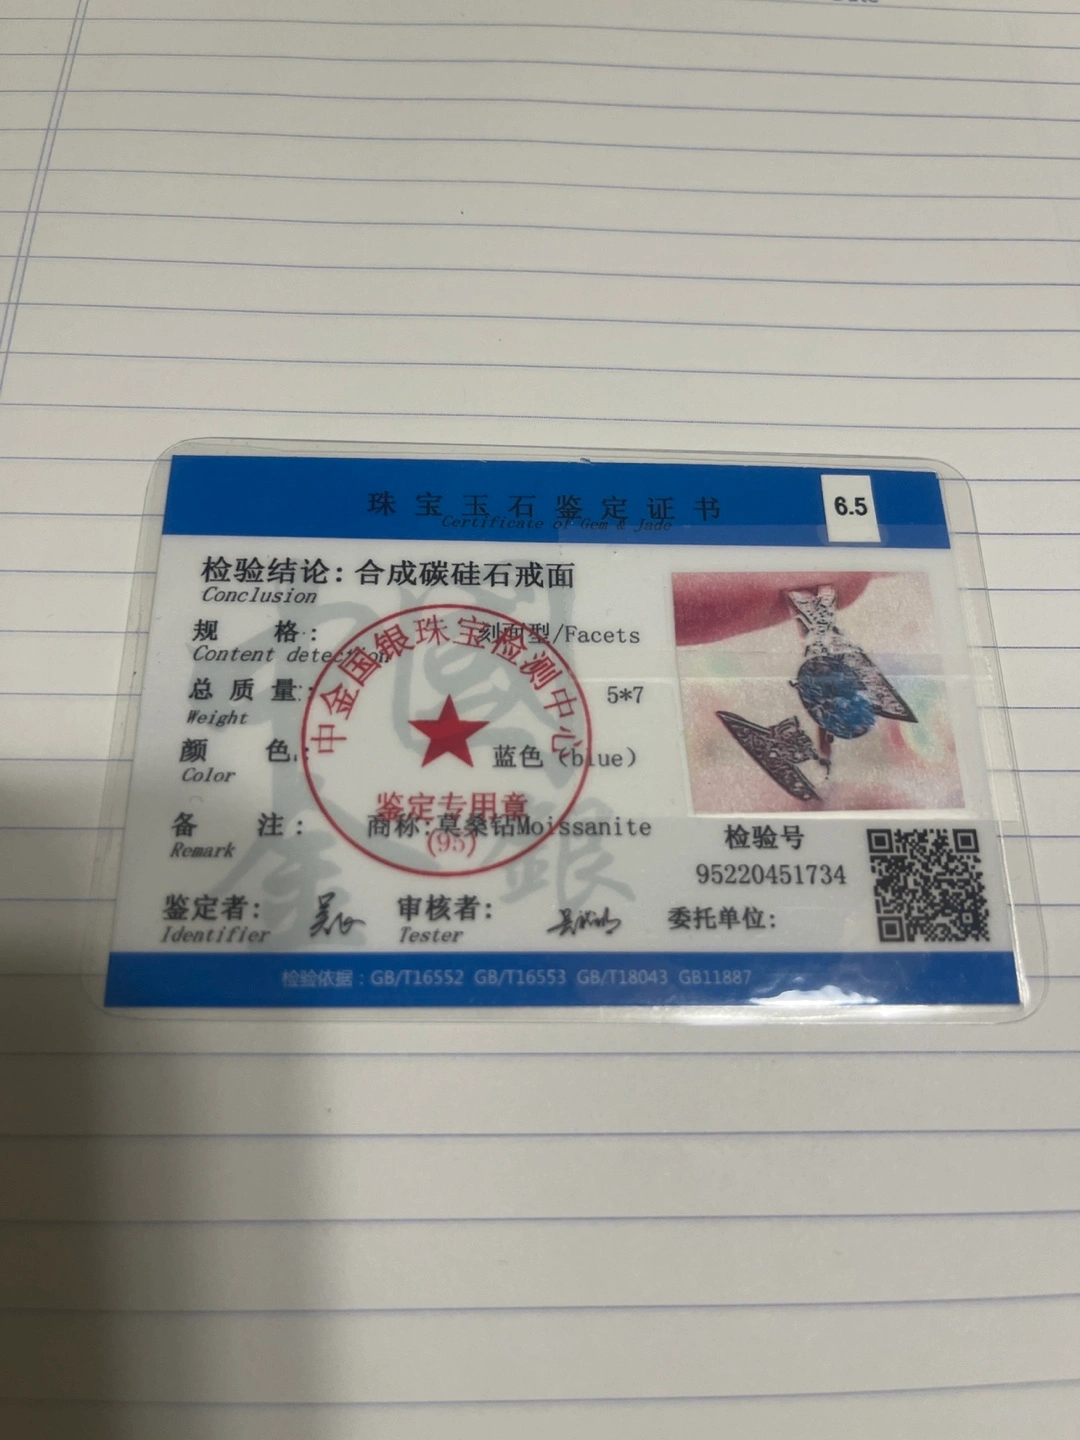 珠宝玉石鉴定证书
Certificate of Gem & Jade
6.5
检验结论: 合成碳硅石戒面
Conclusion
规 格: 刻面型/Facets
Content detection
总 质 量: 5*7
Weight
颜 色: 蓝色 (blue)
Color
备 注: 商称:莫桑钻Moissanite
Remark
中金国银珠宝检测中心
鉴定专用章
(95)
中國金銀
检验号
95220451734
鉴定者:
Identifier
审核者:
Tester
委托单位:
检验依据: GB/T16552 GB/T16553 GB/T18043 GB11887